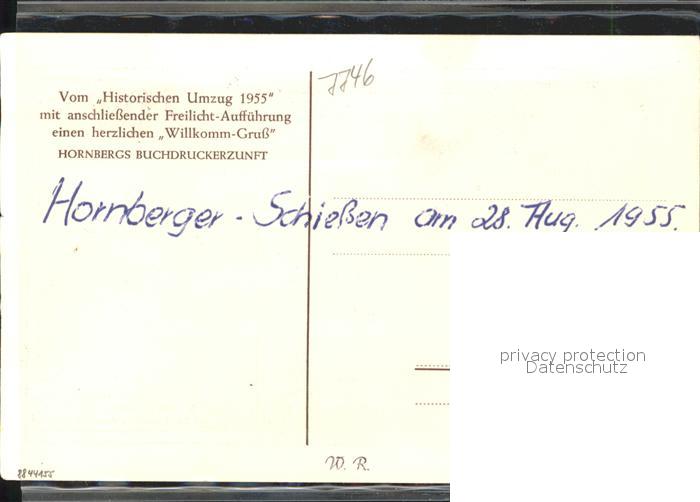 Vom „Historischen Umzug 1955"
mit anschließender Freilicht-Aufführung
einen herzlichen „Willkomm-Gruß"
HORNBERGS BUCHDRUCKERZUNFT
7746
Hornberger - Schießen am 28. Aug. 1955.
privacy protection
Datenschutz
W. R.
8844155